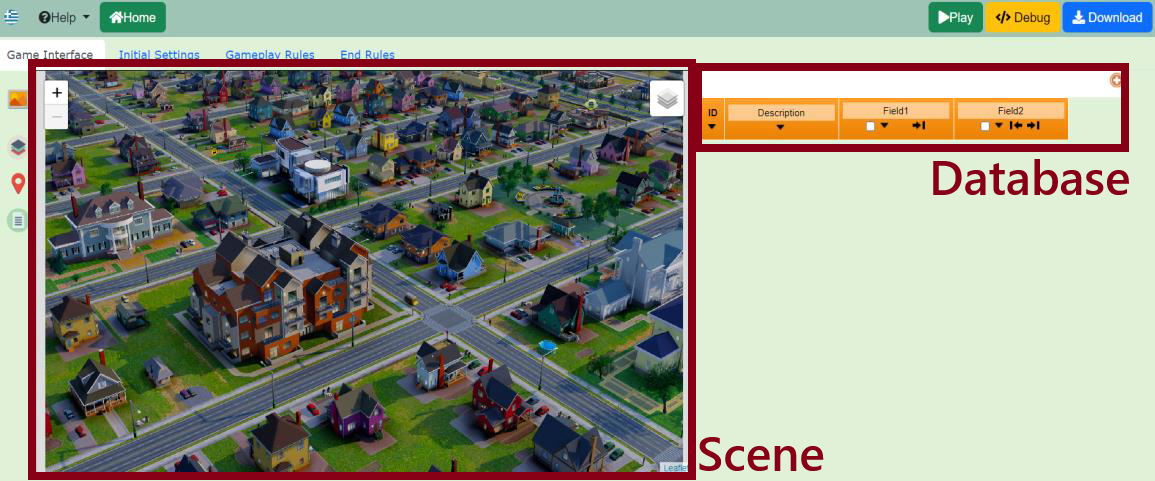 Help
Home
Play
</> Debug
Download
Game Interface
Initial Settings
Gameplay Rules
End Rules
+
−
ID
Description
Field1
Field2
Database
Scene
Leaflet